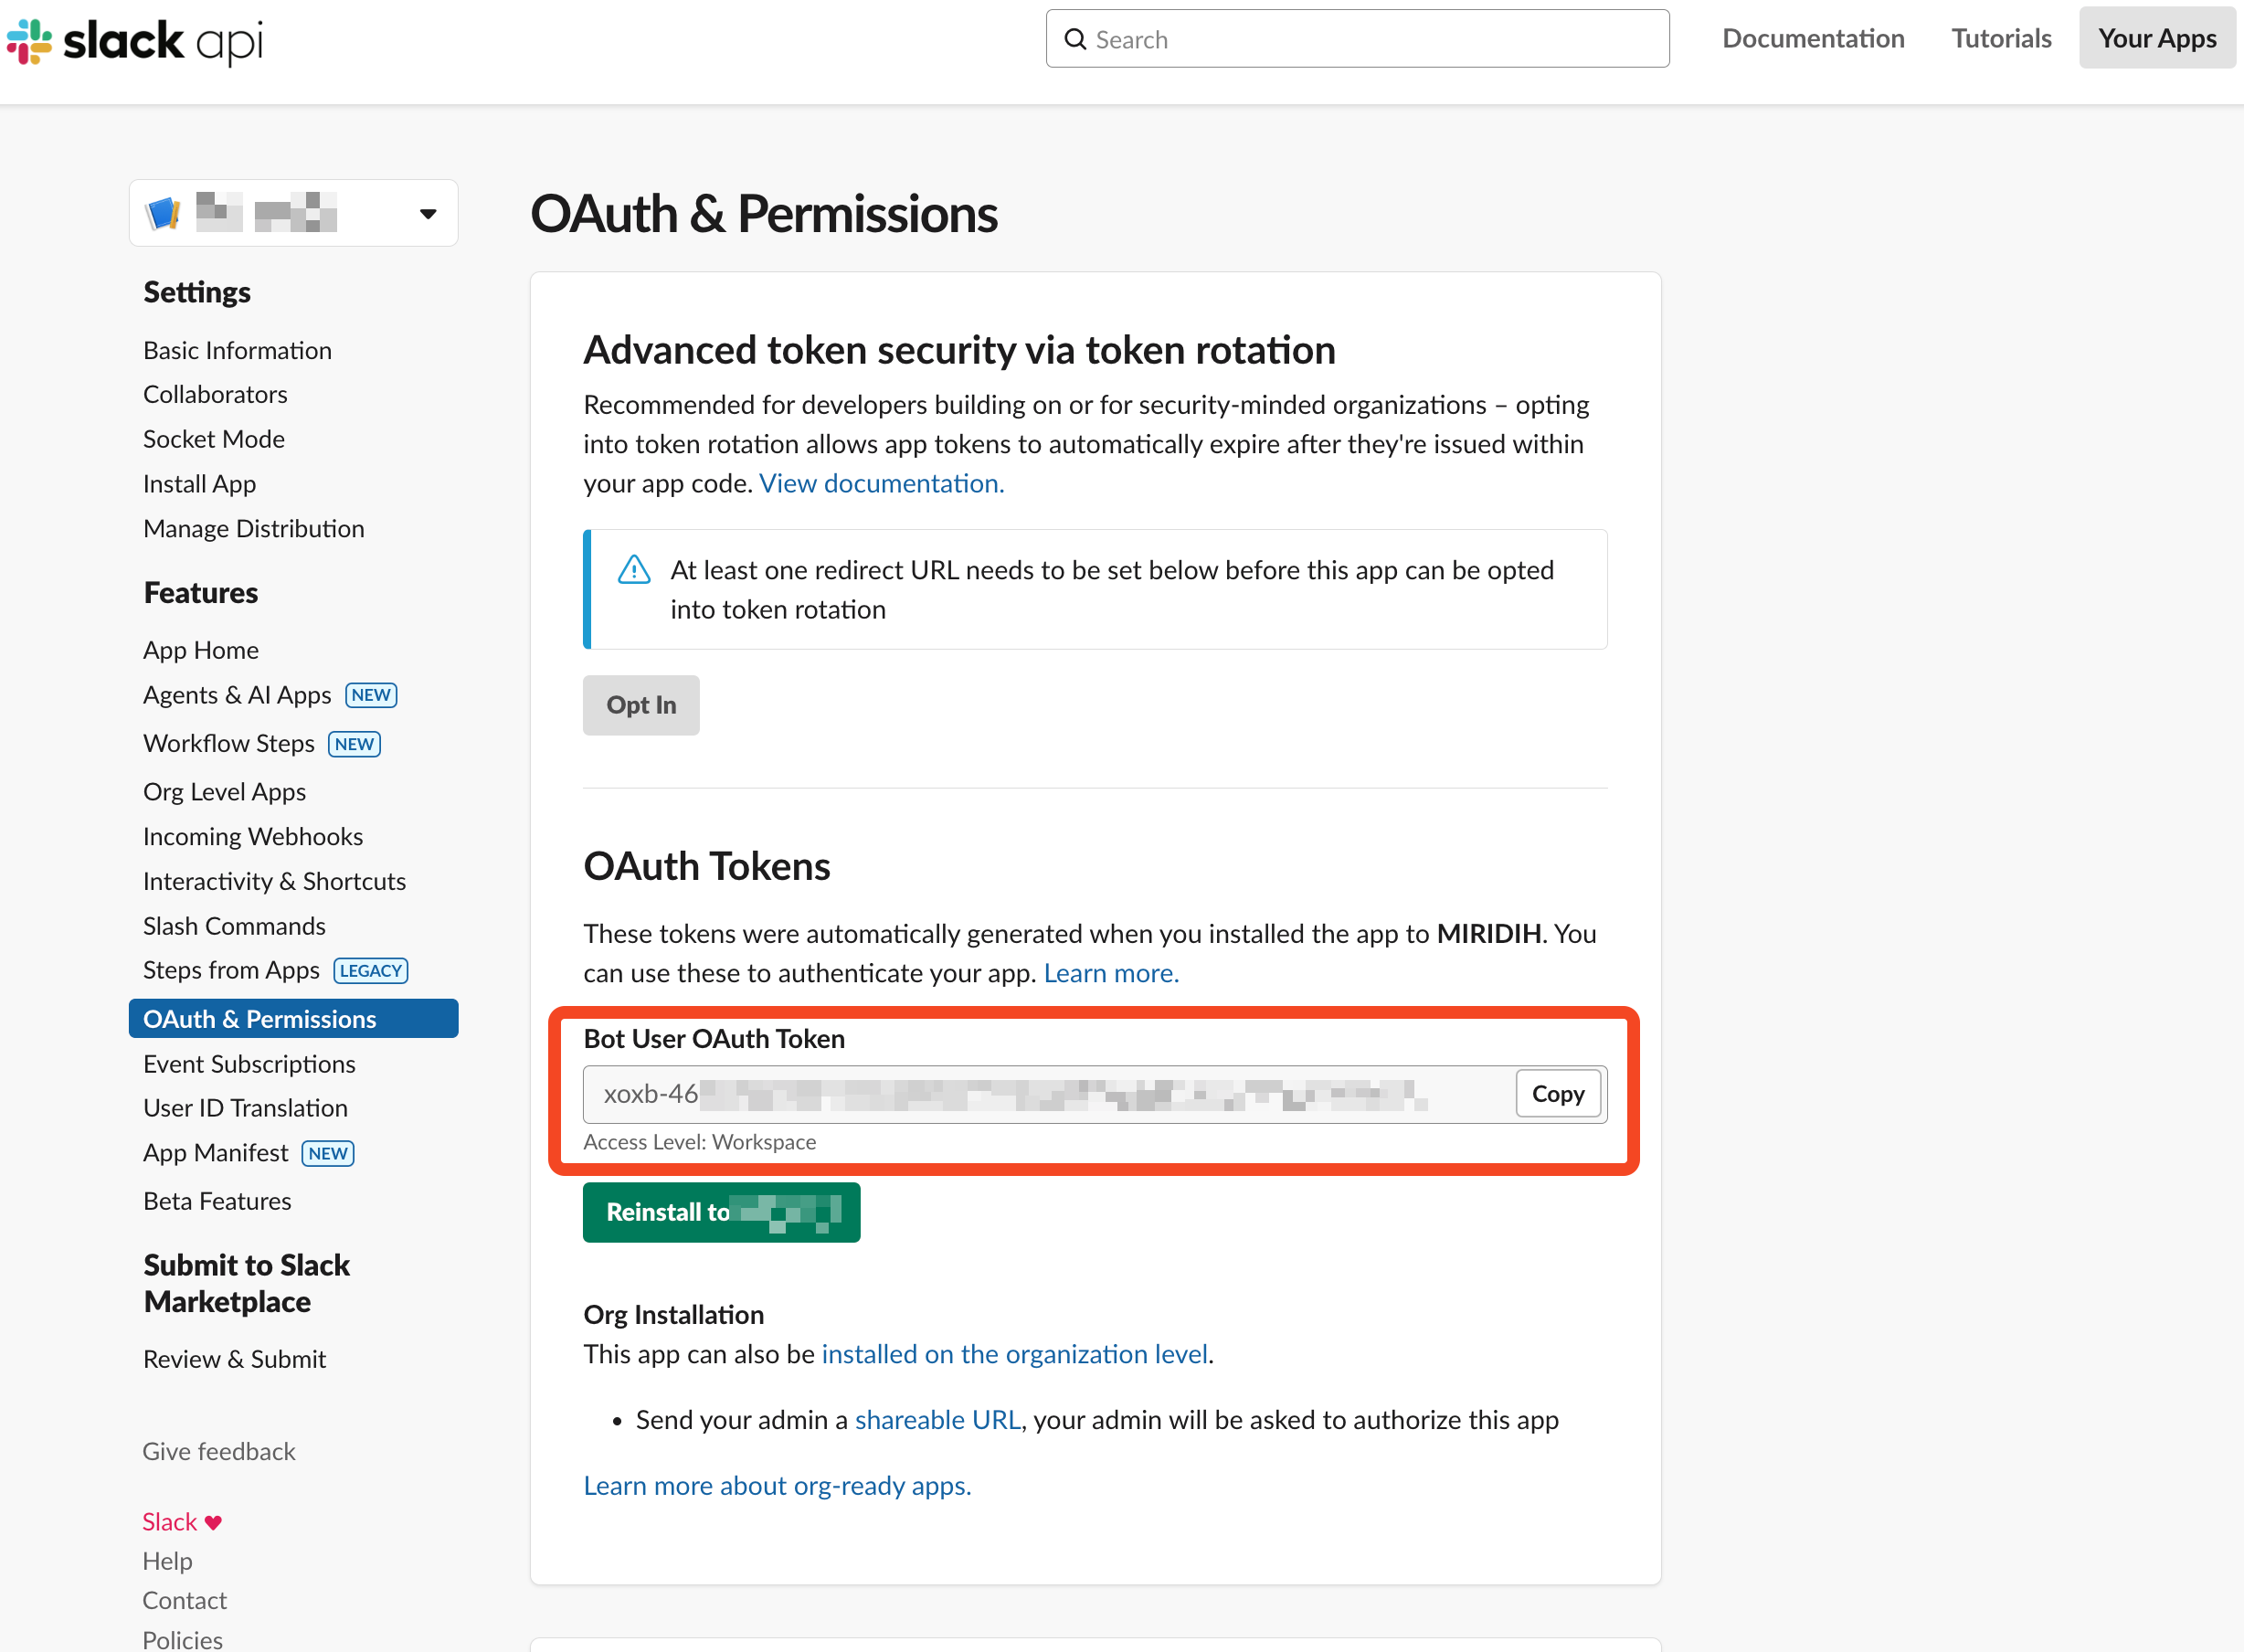 slack api
Search
Documentation
Tutorials
Your Apps
OAuth & Permissions
Settings
Basic Information
Collaborators
Socket Mode
Install App
Manage Distribution
Features
App Home
Agents & AI Apps NEW
Workflow Steps NEW
Org Level Apps
Incoming Webhooks
Interactivity & Shortcuts
Slash Commands
Steps from Apps LEGACY
OAuth & Permissions
Event Subscriptions
User ID Translation
App Manifest NEW
Beta Features
Submit to Slack
Marketplace
Review & Submit
Give feedback
Slack ♥
Help
Contact
Policies
Advanced token security via token rotation
Recommended for developers building on or for security-minded organizations – opting
into token rotation allows app tokens to automatically expire after they're issued within
your app code. View documentation.
At least one redirect URL needs to be set below before this app can be opted
into token rotation
Opt In
OAuth Tokens
These tokens were automatically generated when you installed the app to MIRIDIH. You
can use these to authenticate your app. Learn more.
Bot User OAuth Token
xoxb-46
Copy
Access Level: Workspace
Reinstall to
Org Installation
This app can also be installed on the organization level.
• Send your admin a shareable URL, your admin will be asked to authorize this app
Learn more about org-ready apps.